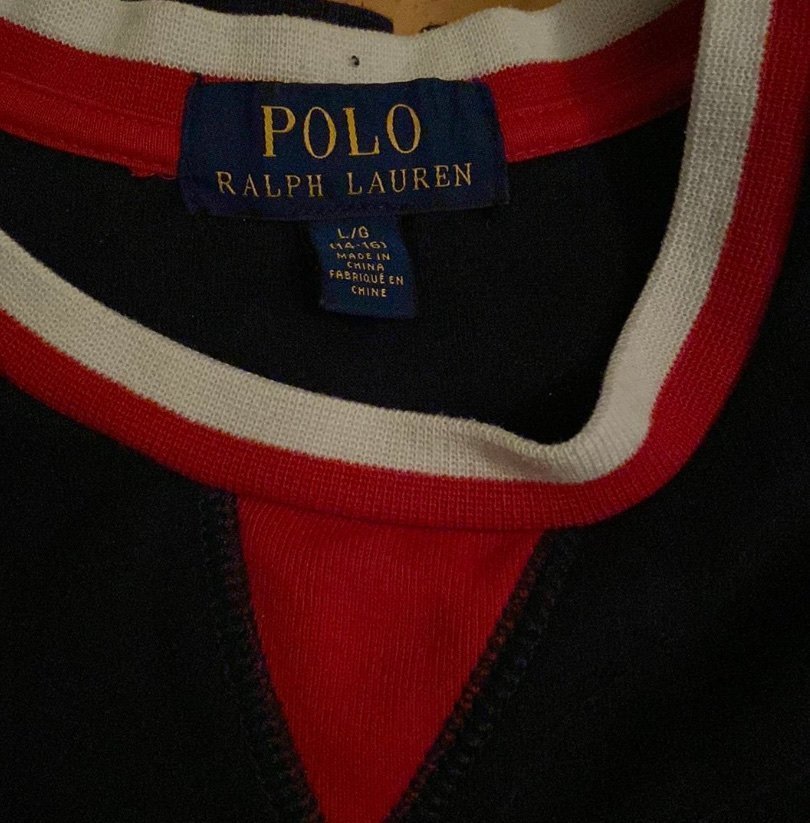 POLO
RALPH LAUREN
L/G
(14-16)
MADE IN
CHINA
FABRIQUÉ EN
CHINE